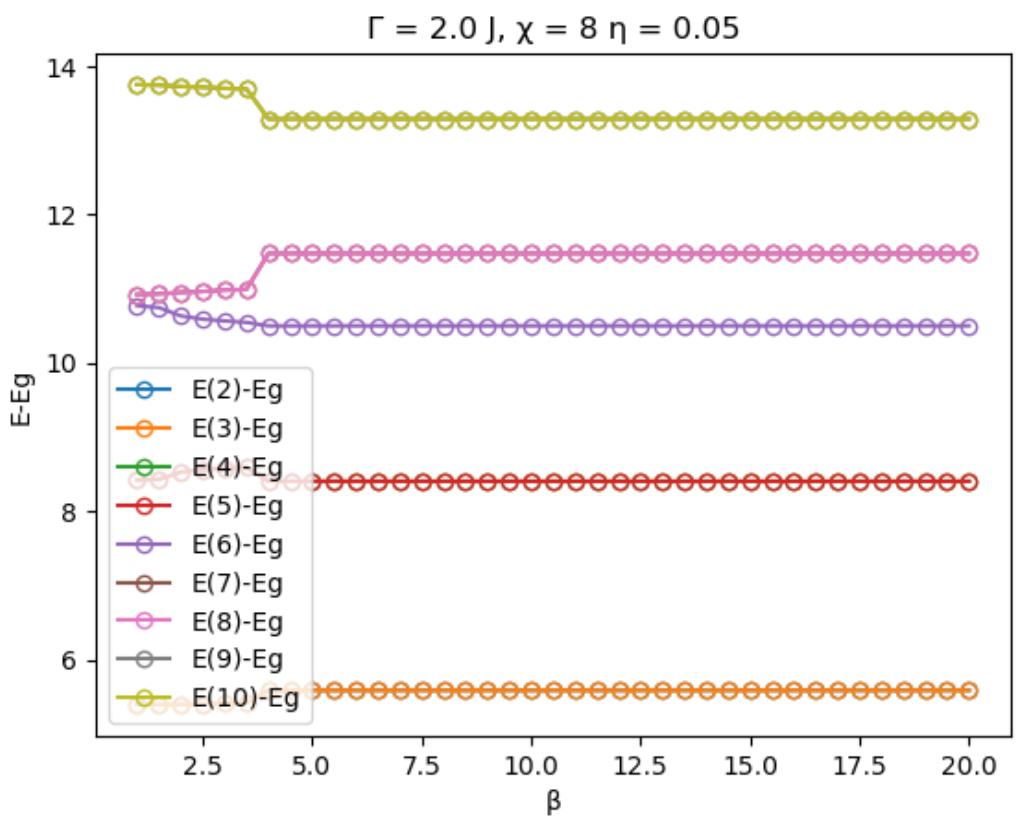 Γ = 2.0 J, χ = 8 η = 0.05
14
12
10
8
6
E-Eg
E(2)-Eg
E(3)-Eg
E(4)-Eg
E(5)-Eg
E(6)-Eg
E(7)-Eg
E(8)-Eg
E(9)-Eg
E(10)-Eg
2.5 5.0 7.5 10.0 12.5 15.0 17.5 20.0
β